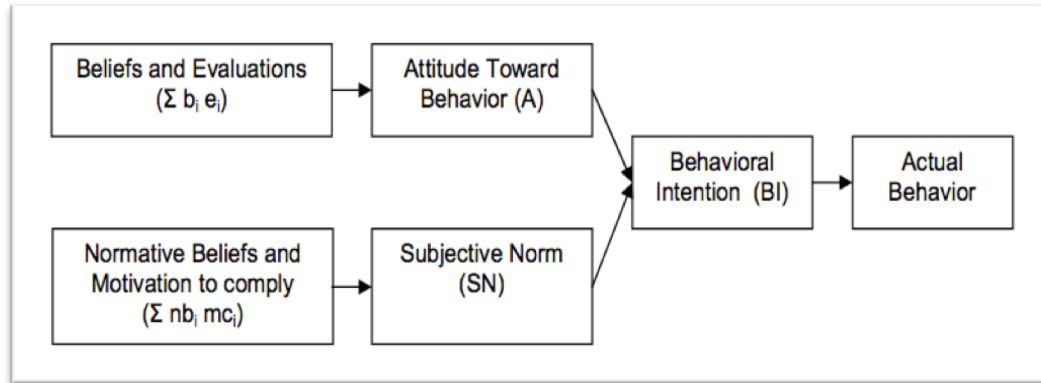 Beliefs and Evaluations
(Σ bᵢ eᵢ)
Attitude Toward
Behavior (A)
Behavioral
Intention  (BI)
Actual
Behavior
Normative Beliefs and
Motivation to comply
(Σ nbᵢ mcᵢ)
Subjective Norm
(SN)